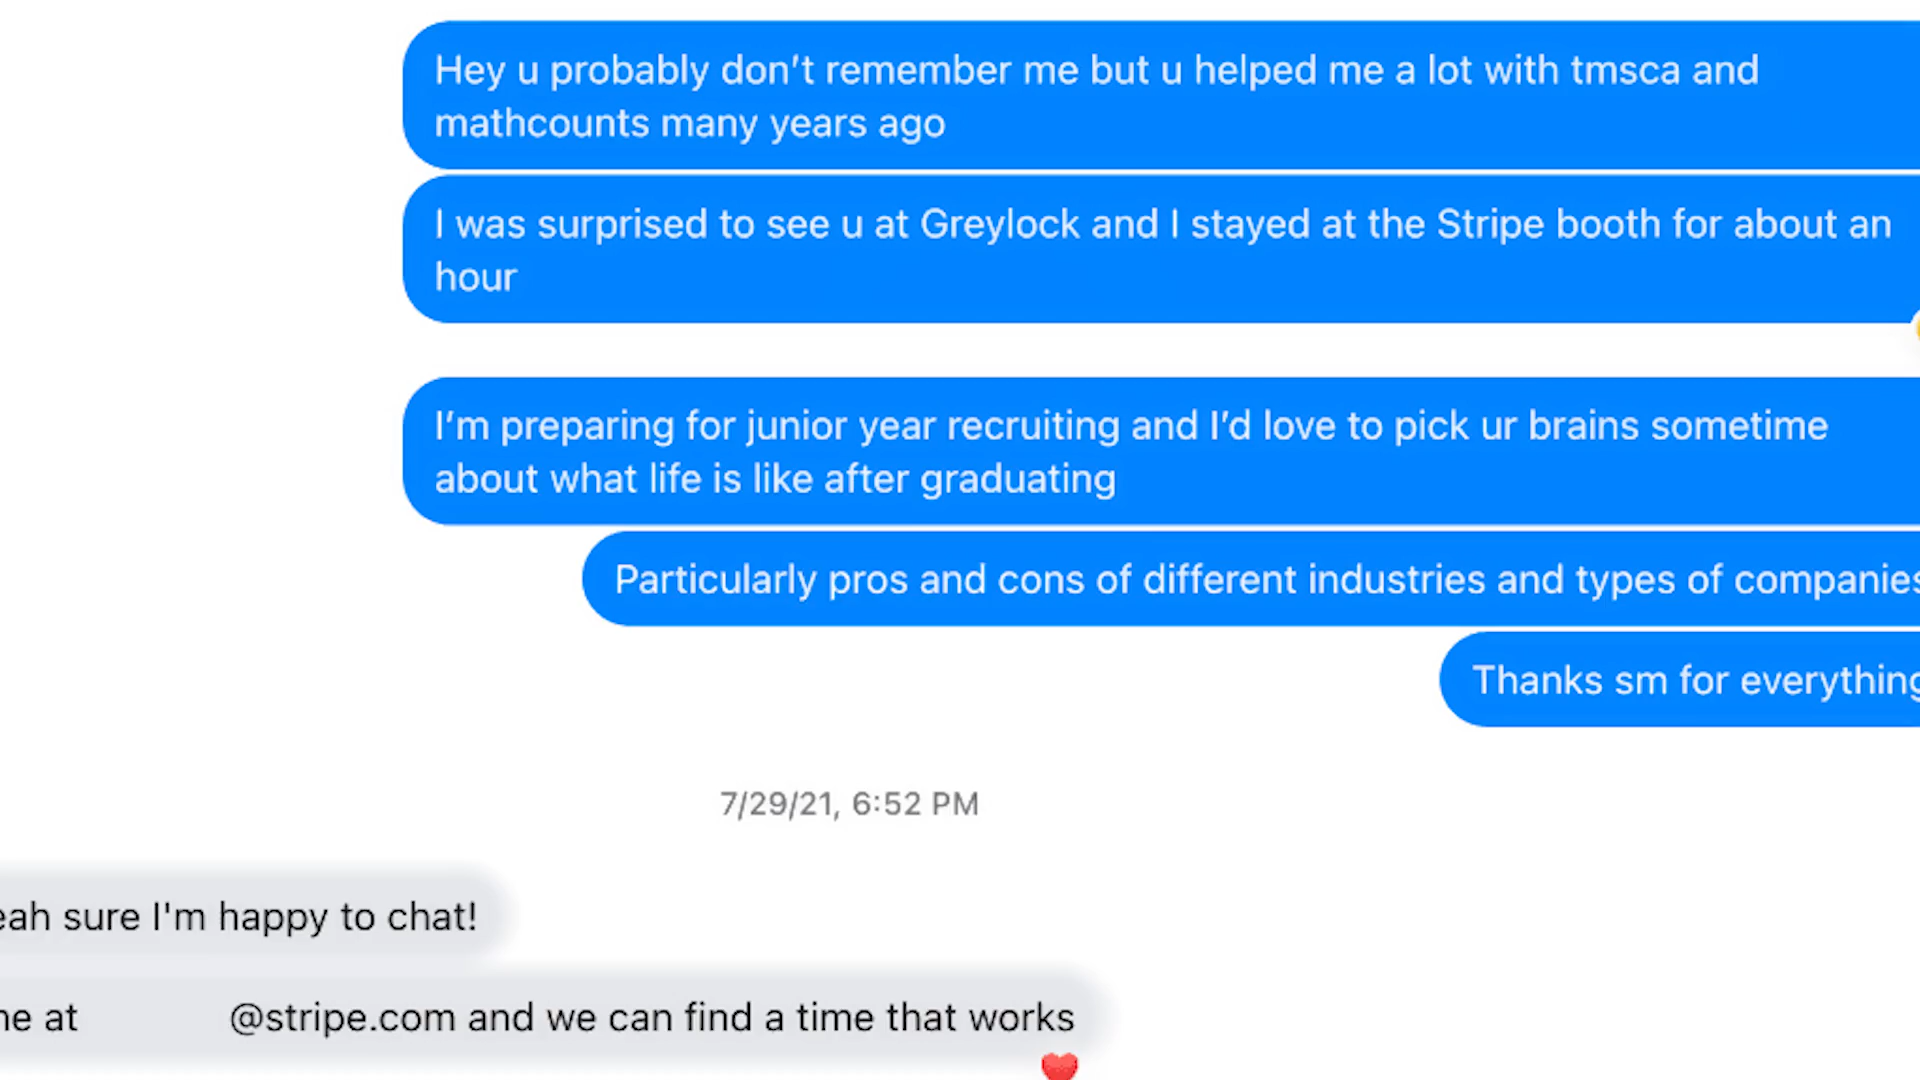 Hey u probably don’t remember me but u helped me a lot with tmsca and
mathcounts many years ago
I was surprised to see u at Greylock and I stayed at the Stripe booth for about an
hour
I’m preparing for junior year recruiting and I’d love to pick ur brains sometime
about what life is like after graduating
Particularly pros and cons of different industries and types of companies
Thanks sm for everything
7/29/21, 6:52 PM
eah sure I'm happy to chat!
at @stripe.com and we can find a time that works